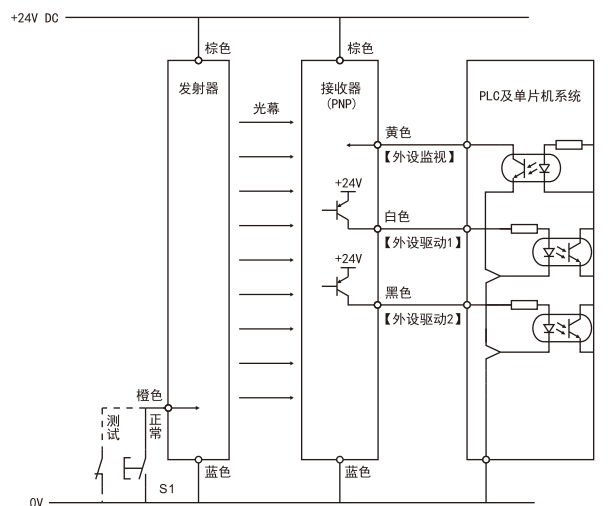 +24V DC
棕色
棕色
发射器
接收器
(PNP)
PLC及单片机系统
光幕
黄色
【外设监视】
+24V
白色
【外设驱动1】
+24V
黑色
【外设驱动2】
橙色
测试
正常
S1
蓝色
蓝色
0V